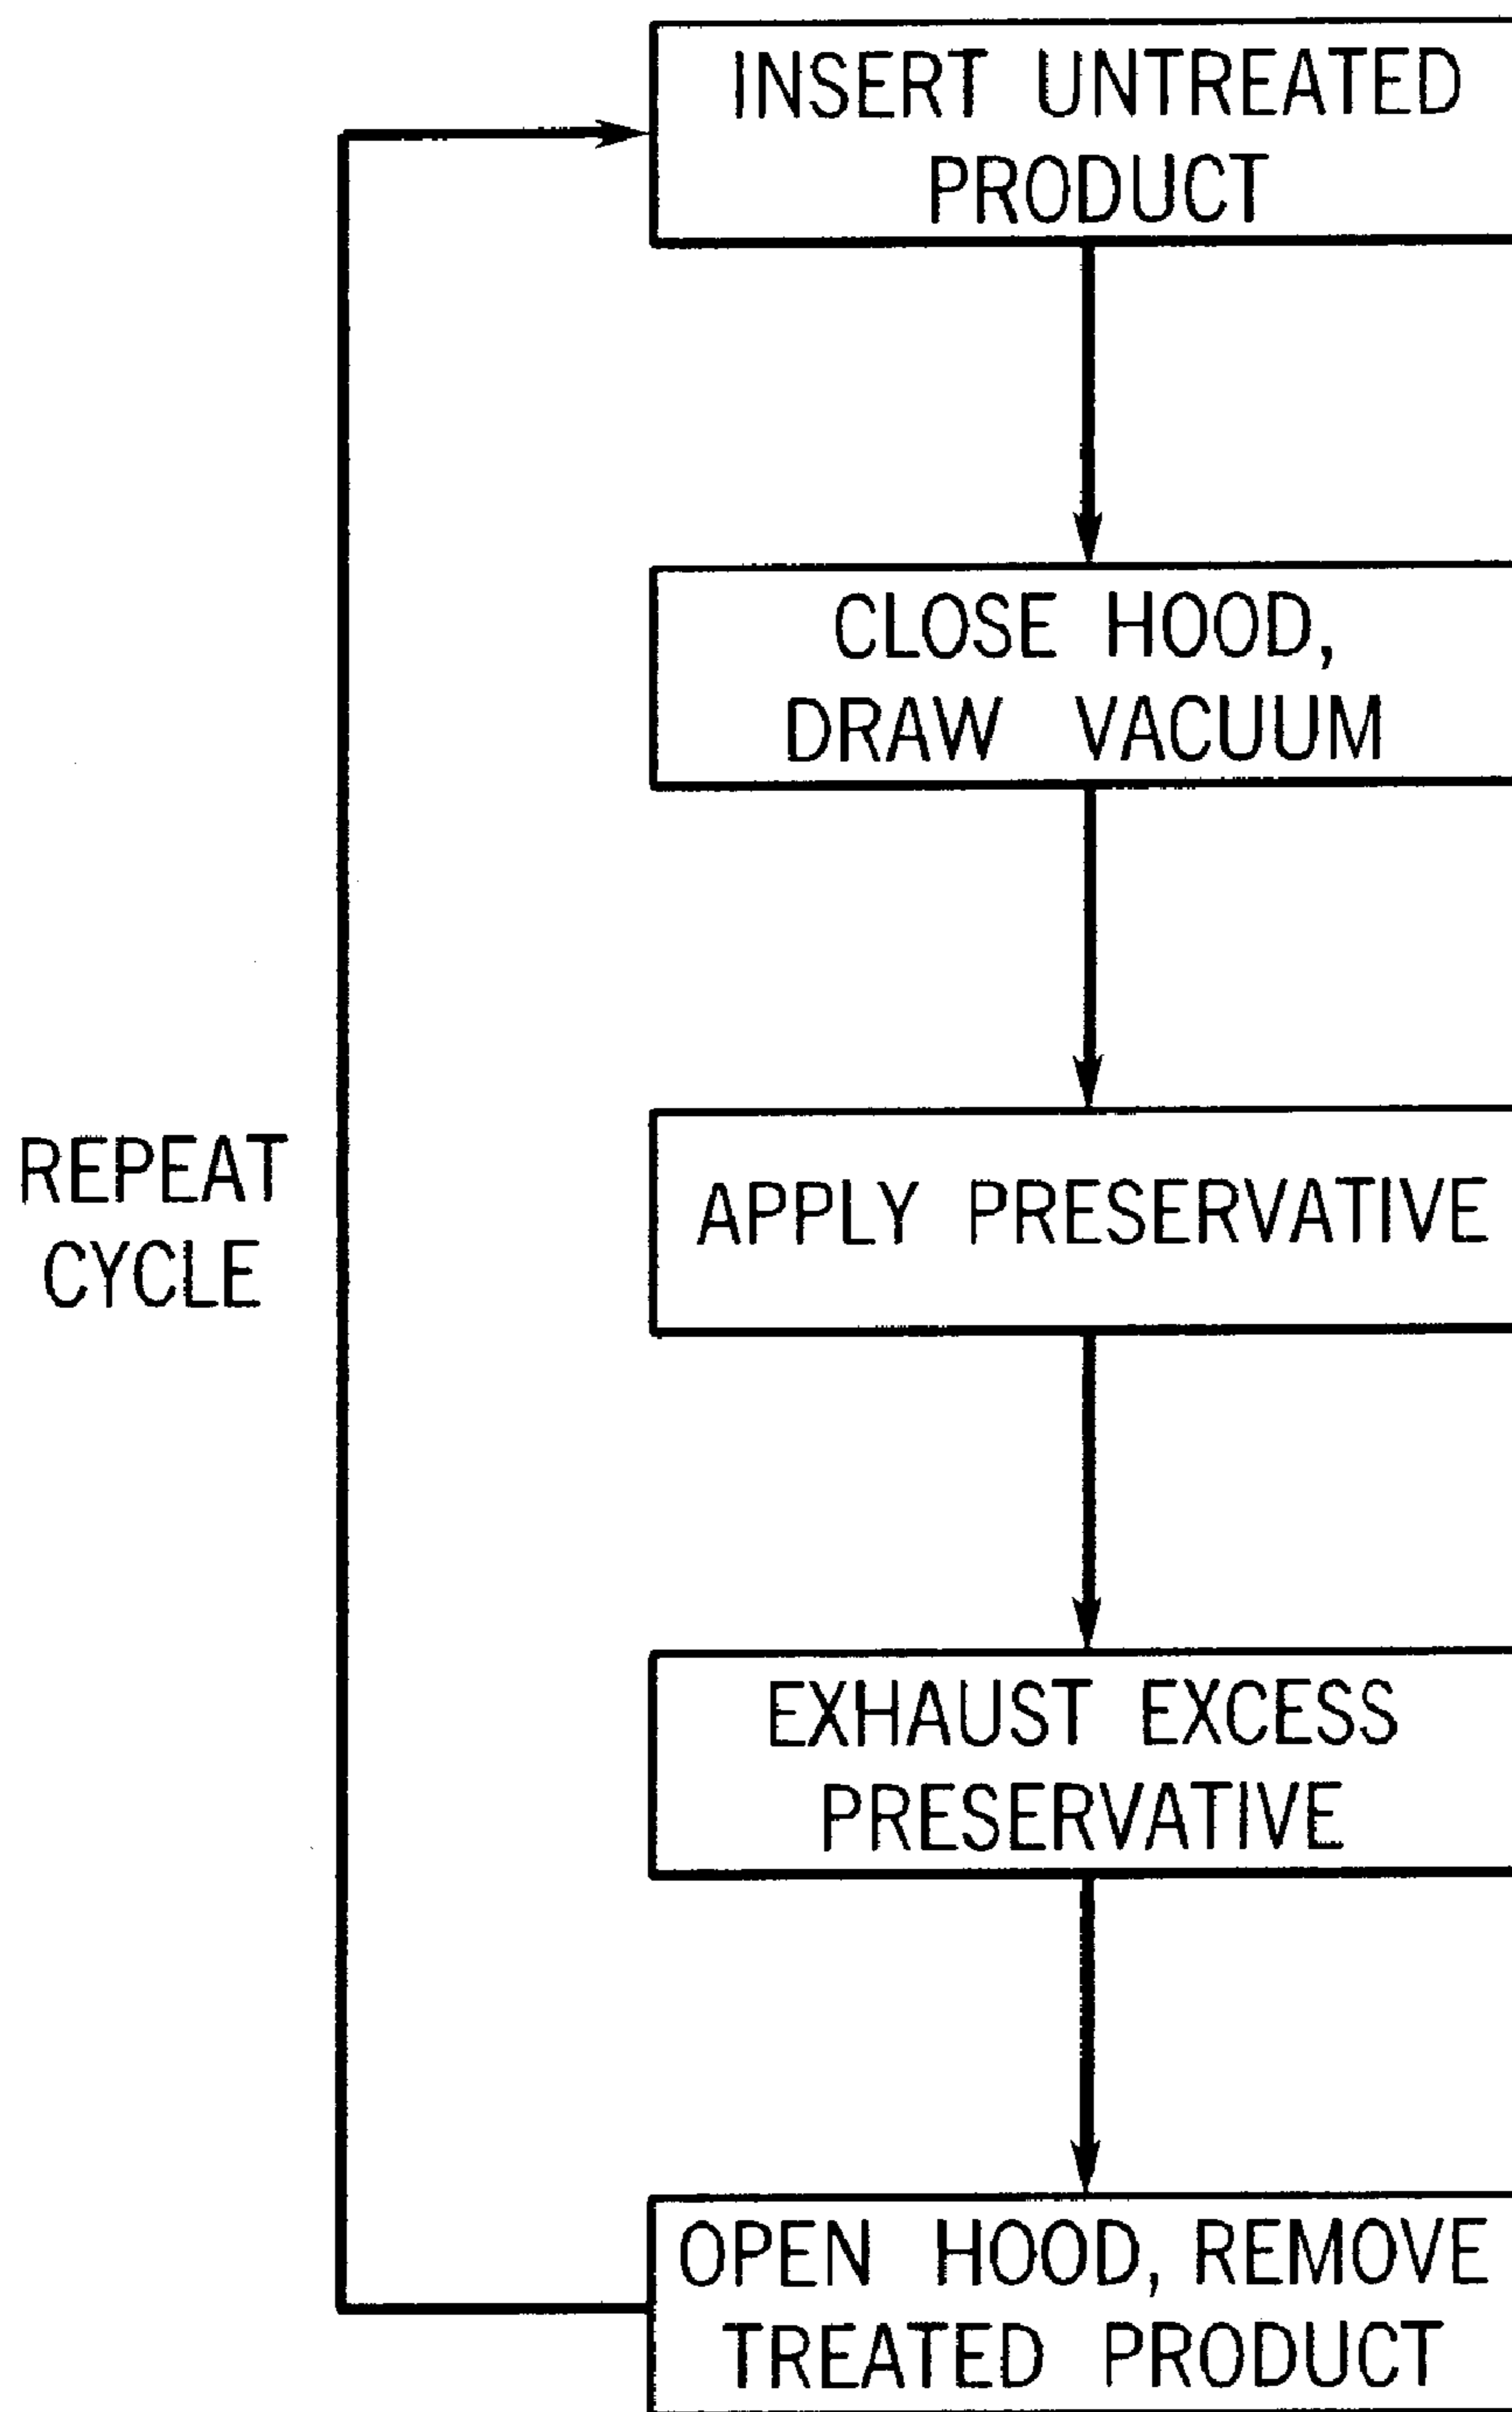 INSERT UNTREATED
PRODUCT
CLOSE HOOD,
DRAW VACUUM
APPLY PRESERVATIVE
REPEAT
CYCLE
EXHAUST EXCESS
PRESERVATIVE
OPEN HOOD, REMOVE
TREATED PRODUCT